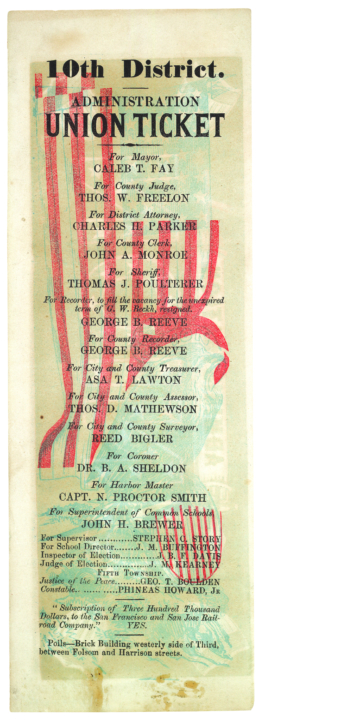 10th District.
ADMINISTRATION
UNION TICKET
For Mayor,
CALEB T. FAY
For County Judge,
THOS. W. FREELON
For District Attorney,
CHARLES H. PARKER
For County Clerk,
JOHN A. MONROE
For Sheriff,
THOMAS J. POULTERER
For Recorder, to fill the vacancy for the unexpired
term of G. W. Beckh, resigned.
GEORGE B. REEVE
For County Recorder,
GEORGE B. REEVE
For City and County Treasurer,
ASA T. LAWTON
For City and County Assessor,
THOS. D. MATHEWSON
For City and County Surveyor,
REED BIGLER
For Coroner
DR. B. A. SHELDON
For Harbor Master
CAPT. N. PROCTOR SMITH
For Superintendent of Common Schools,
JOHN H. BREWER
For Supervisor............STEPHEN C. STORY
For School Director.......J. M. BUFFINGTON
Inspector of Election............J. B. F. DAVIS
Judge of Election.............J. M. KEARNEY
FIFTH TOWNSHIP.
Justice of the Peace.......GEO. T. BOULDEN
Constable.. ......... .....PHINEAS HOWARD, Jr
"Subscription of Three Hundred Thousand
Dollars, to the San Francisco and San Jose Rail-
road Company." YES.
Polls—Brick Building westerly side of Third,
between Folsom and Harrison streets.